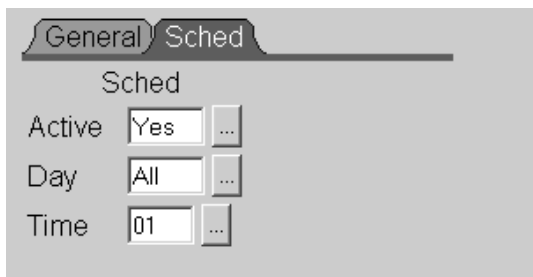 General Sched
Sched
Active Yes ...
Day All ...
Time 01 ...